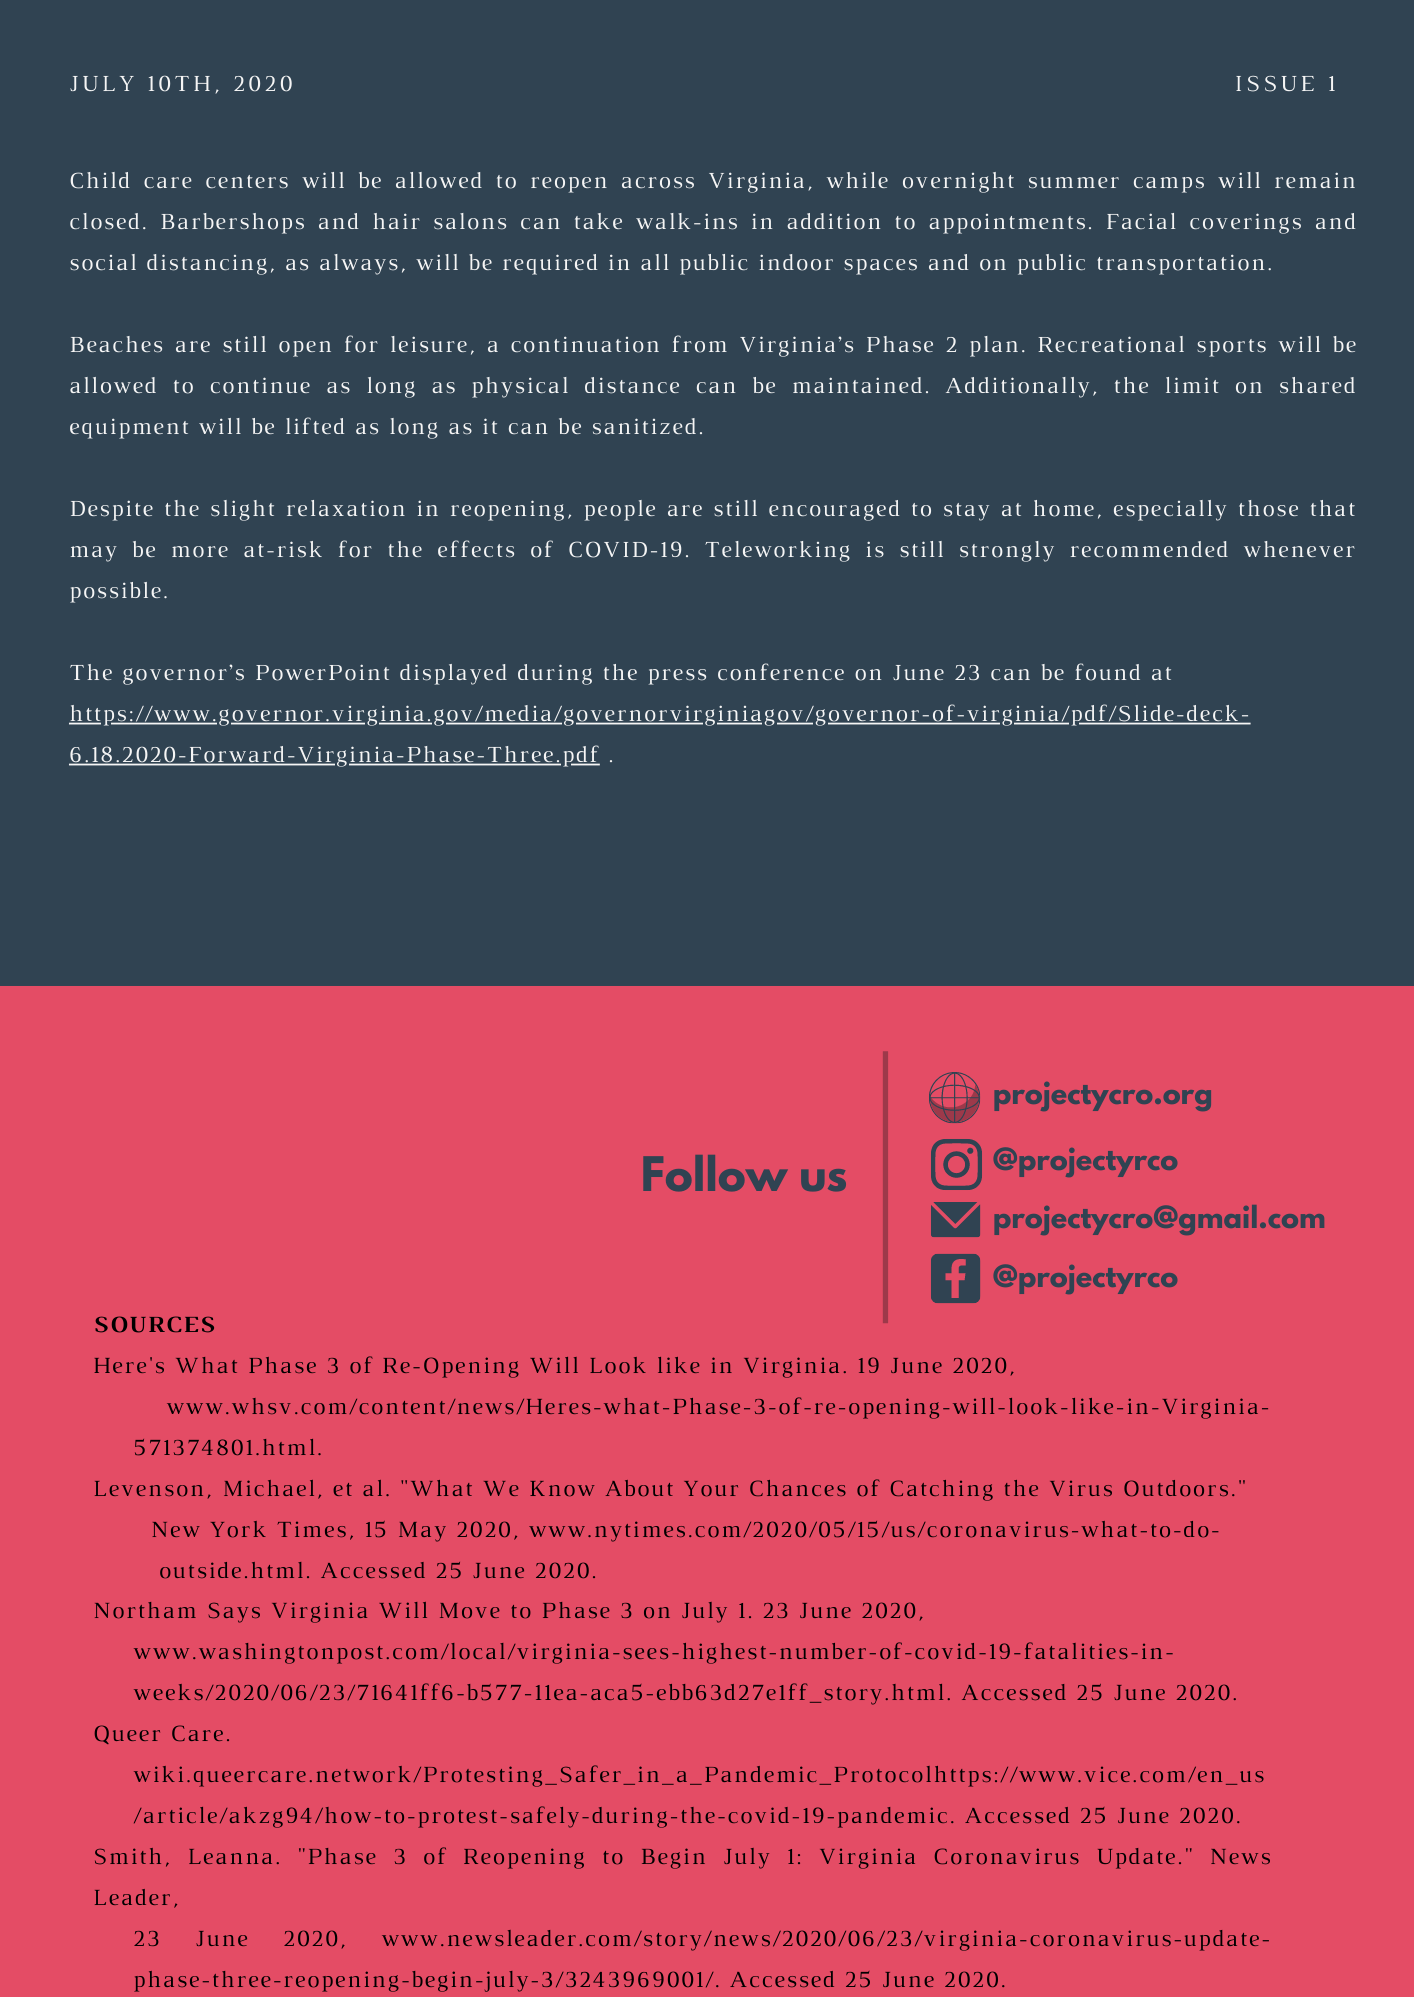 JULY 10TH, 2020
ISSUE 1
Child care centers will be allowed to reopen across Virginia, while overnight summer camps will remain
closed. Barbershops and hair salons can take walk-ins in addition to appointments. Facial coverings and
social distancing, as always, will be required in all public indoor spaces and on public transportation.
Beaches are still open for leisure, a continuation from Virginia’s Phase 2 plan. Recreational sports will be
allowed to continue as long as physical distance can be maintained. Additionally, the limit on shared
equipment will be lifted as long as it can be sanitized.
Despite the slight relaxation in reopening, people are still encouraged to stay at home, especially those that
may be more at-risk for the effects of COVID-19. Teleworking is still strongly recommended whenever
possible.
The governor’s PowerPoint displayed during the press conference on June 23 can be found at
https://www.governor.virginia.gov/media/governorvirginiagov/governor-of-virginia/pdf/Slide-deck-
6.18.2020-Forward-Virginia-Phase-Three.pdf .
Follow us
projectycro.org
@projectyrco
projectycro@gmail.com
@projectyrco
SOURCES
Here's What Phase 3 of Re-Opening Will Look like in Virginia. 19 June 2020,
www.whsv.com/content/news/Heres-what-Phase-3-of-re-opening-will-look-like-in-Virginia-
571374801.html.
Levenson, Michael, et al. "What We Know About Your Chances of Catching the Virus Outdoors."
New York Times, 15 May 2020, www.nytimes.com/2020/05/15/us/coronavirus-what-to-do-
outside.html. Accessed 25 June 2020.
Northam Says Virginia Will Move to Phase 3 on July 1. 23 June 2020,
www.washingtonpost.com/local/virginia-sees-highest-number-of-covid-19-fatalities-in-
weeks/2020/06/23/71641ff6-b577-11ea-aca5-ebb63d27e1ff_story.html. Accessed 25 June 2020.
Queer Care.
wiki.queercare.network/Protesting_Safer_in_a_Pandemic_Protocolhttps://www.vice.com/en_us
/article/akzg94/how-to-protest-safely-during-the-covid-19-pandemic. Accessed 25 June 2020.
Smith, Leanna. "Phase 3 of Reopening to Begin July 1: Virginia Coronavirus Update." News
Leader,
23 June 2020, www.newsleader.com/story/news/2020/06/23/virginia-coronavirus-update-
phase-three-reopening-begin-july-3/3243969001/. Accessed 25 June 2020.